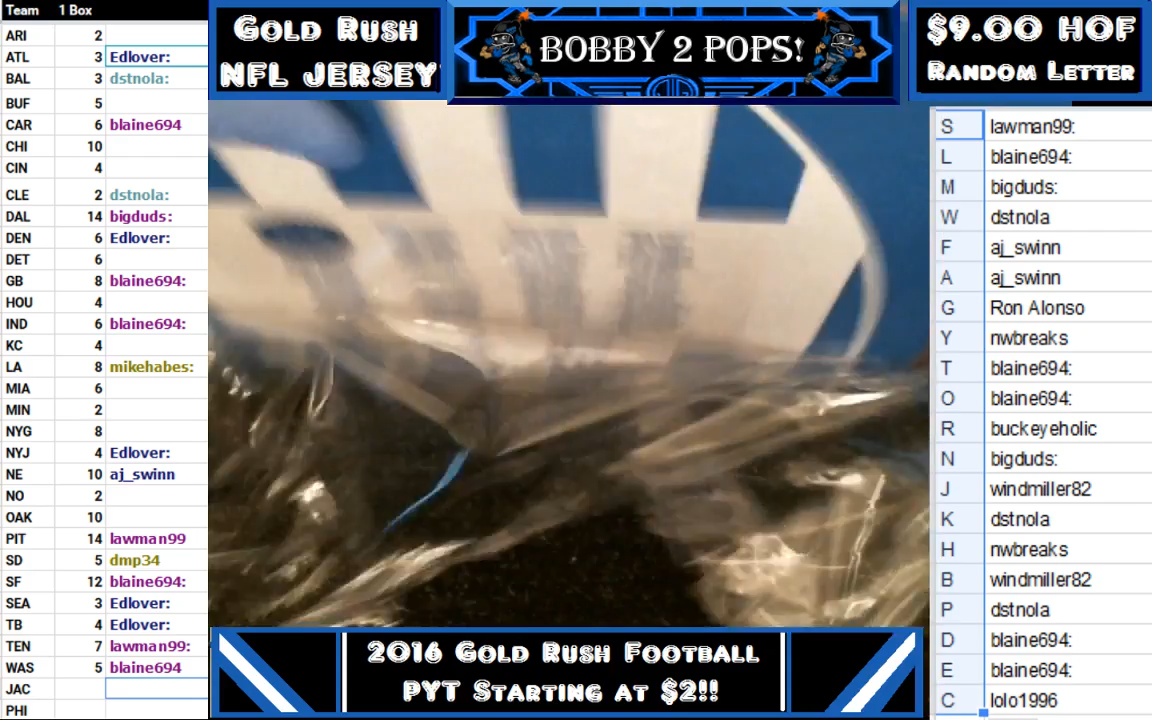 Team 1 Box
ARI 2
ATL 3 Edlover:
BAL 3 dstnola:
BUF 5
CAR 6 blaine694
CHI 10
CIN 4
CLE 2 dstnola:
DAL 14 bigduds:
DEN 6 Edlover:
DET 6
GB 8 blaine694:
HOU 4
IND 6 blaine694:
KC 4
LA 8 mikehabes:
MIA 6
MIN 2
NYG 8
NYJ 4 Edlover:
NE 10 aj_swinn
NO 2
OAK 10
PIT 14 lawman99
SD 5 dmp34
SF 12 blaine694:
SEA 3 Edlover:
TB 4 Edlover:
TEN 7 lawman99:
WAS 5 blaine694
JAC
PHI
Gold Rush
NFL Jersey
BOBBY 2 POPS!
$9.00 HOF
Random Letter
S lawman99:
L blaine694:
M bigduds:
W dstnola
F aj_swinn
A aj_swinn
G Ron Alonso
Y nwbreaks
T blaine694:
O blaine694:
R buckeyeholic
N bigduds:
J windmiller82
K dstnola
H nwbreaks
B windmiller82
P dstnola
D blaine694:
E blaine694:
C lolo1996
2016 Gold Rush Football
PYT Starting at $2!!